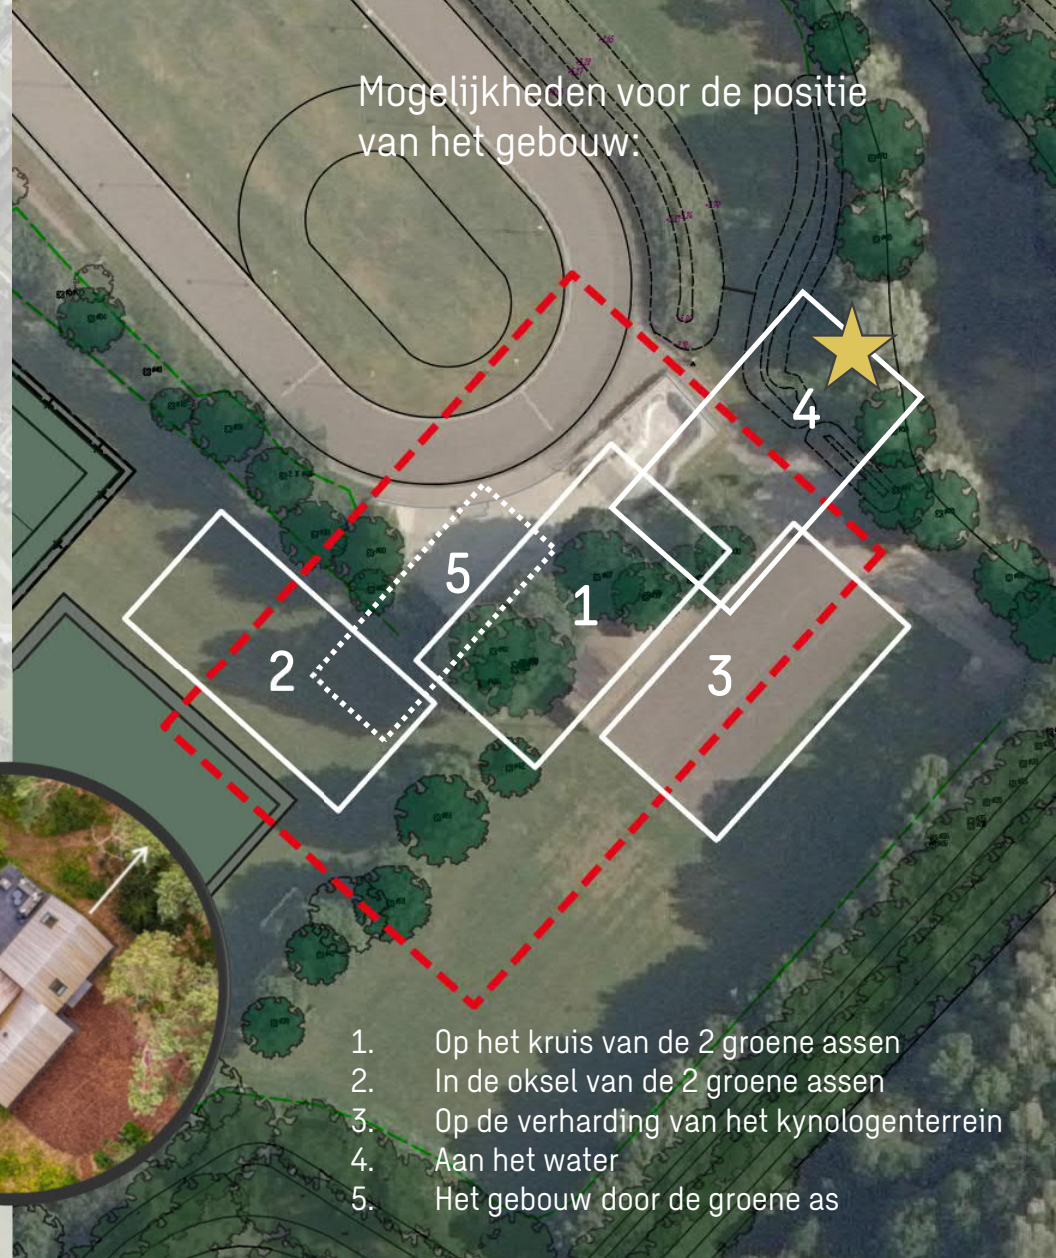 Mogelijkheden voor de positie
van het gebouw:
4
5
1
2
3
1. Op het kruis van de 2 groene assen
2. In de oksel van de 2 groene assen
3. Op de verharding van het kynologenterrein
4. Aan het water
5. Het gebouw door de groene as